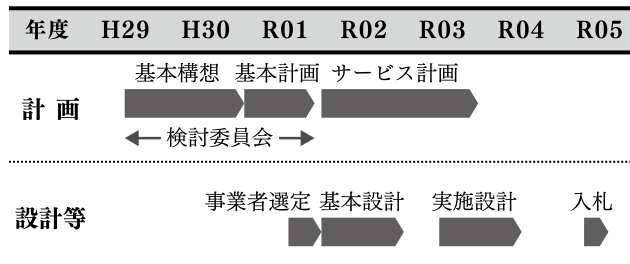 年度 H29 H30 R01 R02 R03 R04 R05
基本構想 基本計画 サービス計画
計画
検討委員会
事業者選定 基本設計 実施設計 入札
設計等